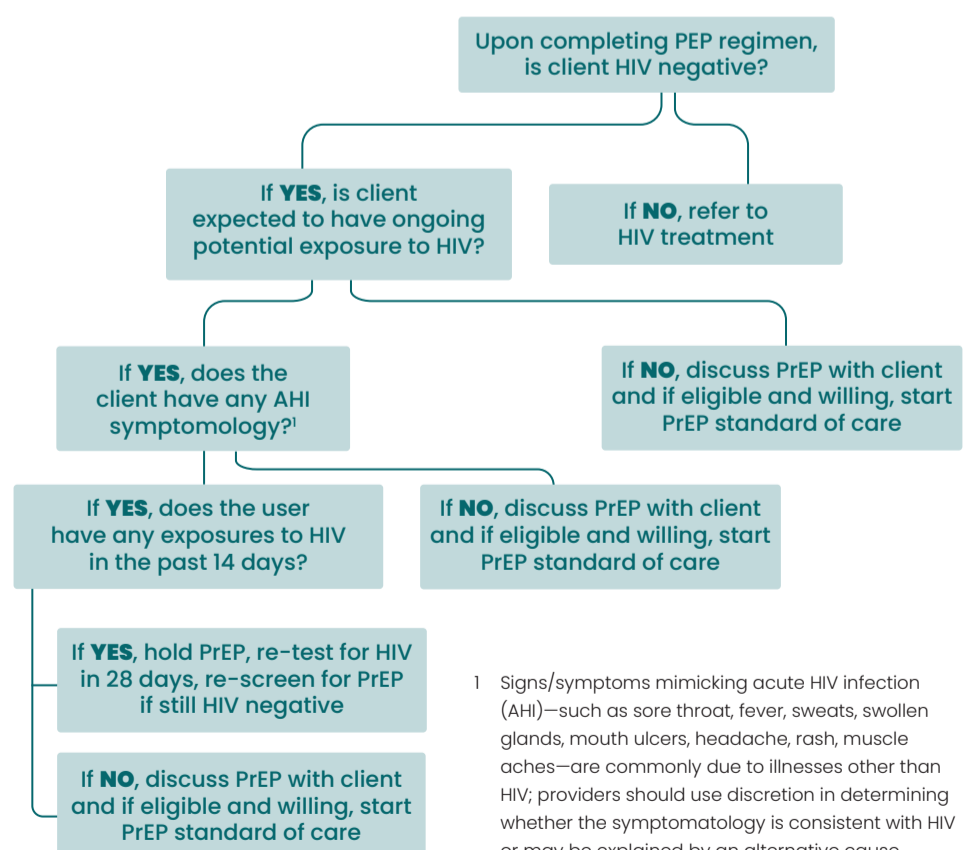 Upon completing PEP regimen,
is client HIV negative?
If YES, is client
expected to have ongoing
potential exposure to HIV?
If NO, refer to
HIV treatment
If YES, does the
client have any AHI
symptomology?1
If NO, discuss PrEP with client
and if eligible and willing, start
PrEP standard of care
If YES, does the user
have any exposures to HIV
in the past 14 days?
If NO, discuss PrEP with client
and if eligible and willing, start
PrEP standard of care
If YES, hold PrEP, re-test for HIV
in 28 days, re-screen for PrEP
if still HIV negative
If NO, discuss PrEP with client
and if eligible and willing, start
PrEP standard of care
1 Signs/symptoms mimicking acute HIV infection
(AHI)—such as sore throat, fever, sweats, swollen
glands, mouth ulcers, headache, rash, muscle
aches—are commonly due to illnesses other than
HIV; providers should use discretion in determining
whether the symptomatology is consistent with HIV
or may be explained by an alternative cause